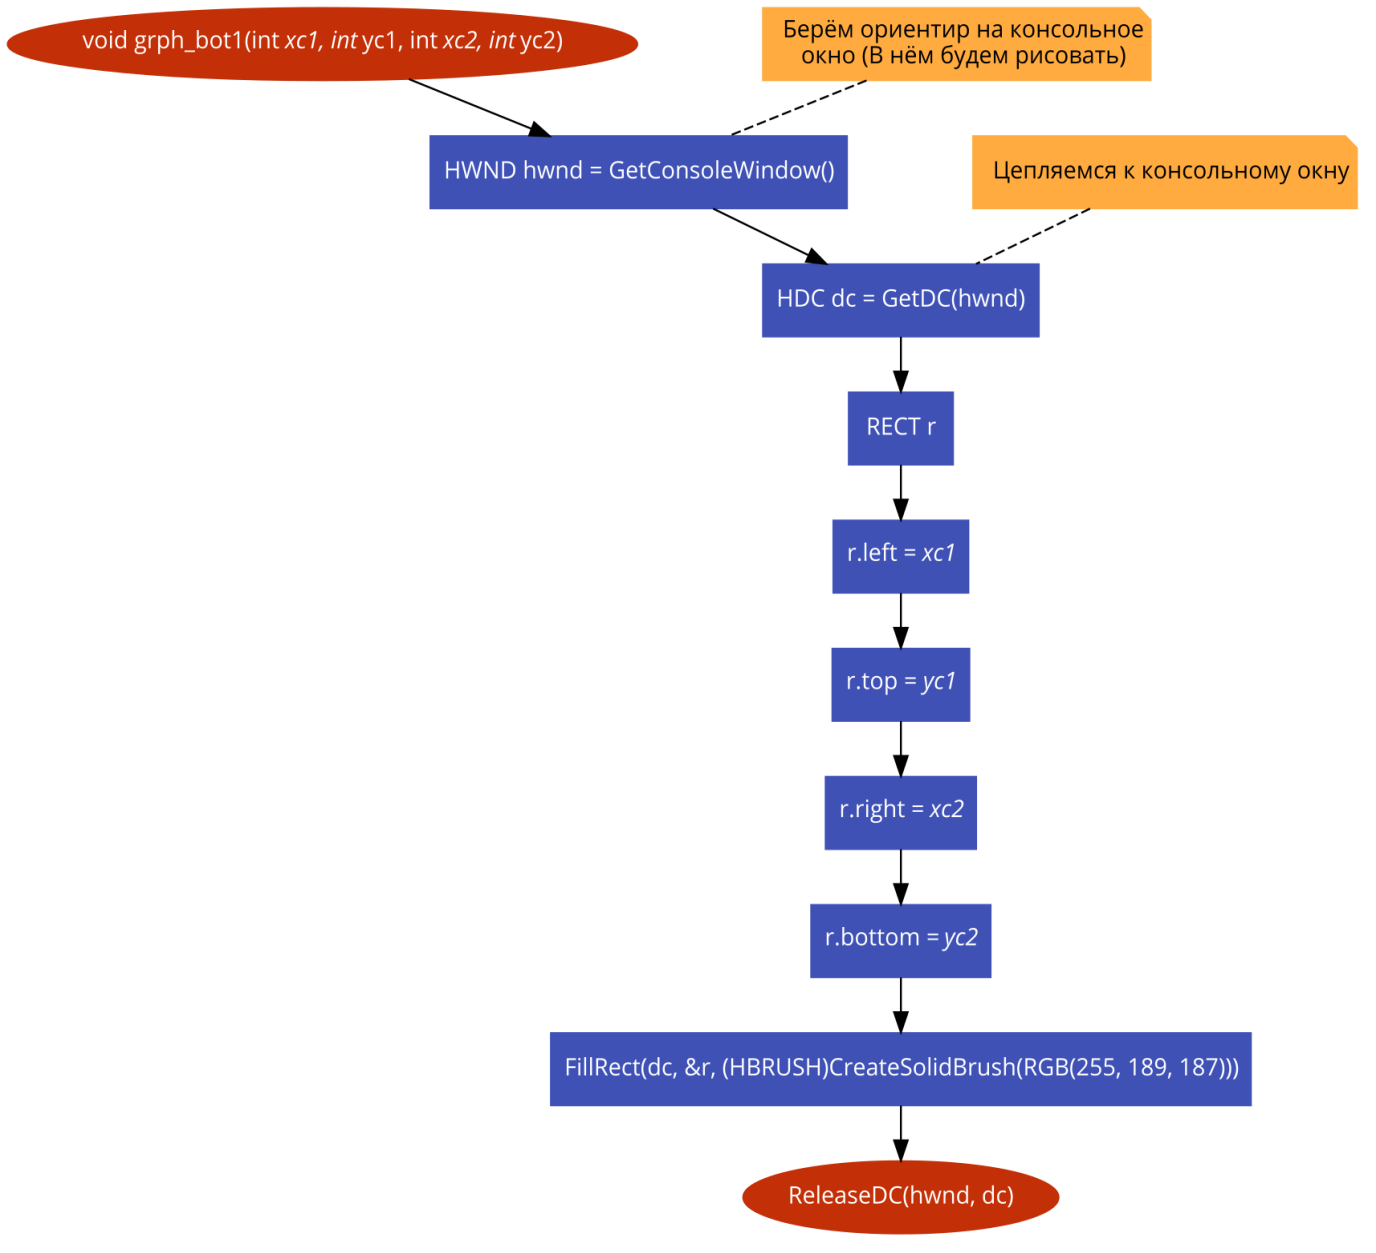 void grph_bot1(int xc1, int yc1, int xc2, int yc2)
Берём ориентир на консольное
окно (В нём будем рисовать)
HWND hwnd = GetConsoleWindow()
Цепляемся к консольному окну
HDC dc = GetDC(hwnd)
RECT r
r.left = xc1
r.top = yc1
r.right = xc2
r.bottom = yc2
FillRect(dc, &r, (HBRUSH)CreateSolidBrush(RGB(255, 189, 187)))
ReleaseDC(hwnd, dc)